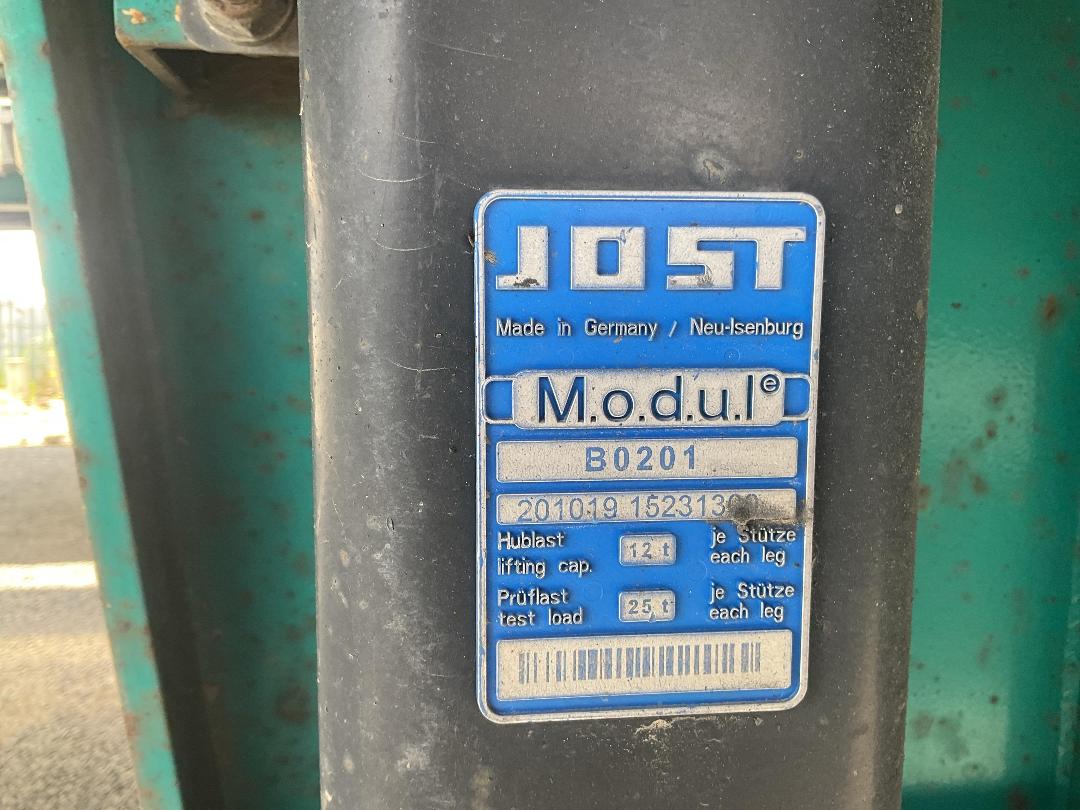 JOST
Made in Germany / Neu-Isenburg
M.o.d.u.l e
B0201
201019
Hublast 12 t je Stütze
lifting cap. each leg
Prüflast 25 t je Stütze
test load each leg